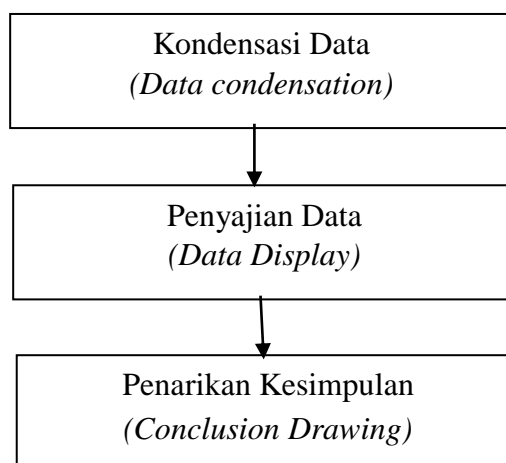 Kondensasi Data
(Data condensation)
Penyajian Data
(Data Display)
Penarikan Kesimpulan
(Conclusion Drawing)